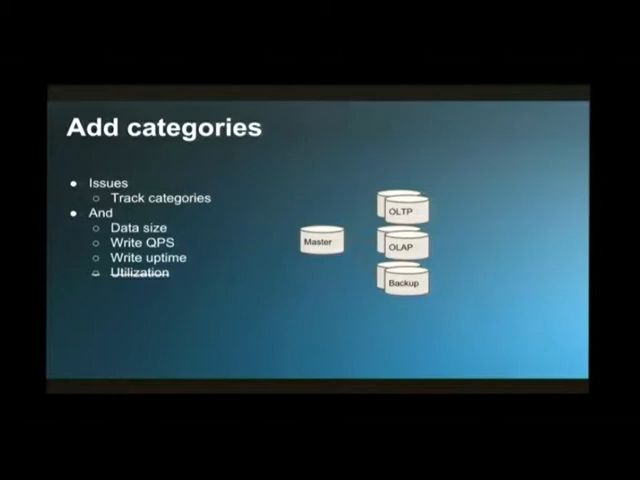 Add categories
Issues
Track categories
And
Data size
Write QPS
Write uptime
Utilization
Master
OLTP
OLAP
Backup